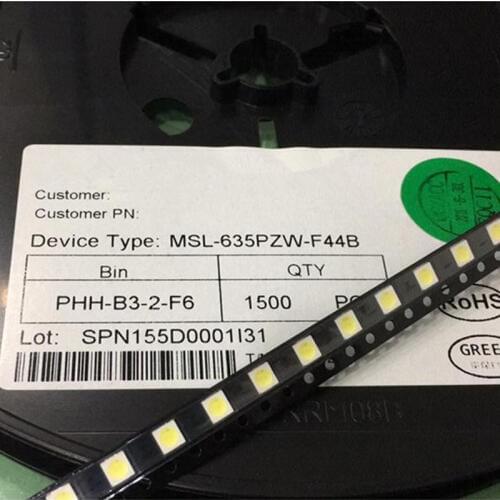 Customer:
Customer PN:
Device Type: MSL-635PZW-F44B
Bin QTY
PHH-B3-2-F6 1500
Lot: SPN155D0001I31
RoHS
GREE